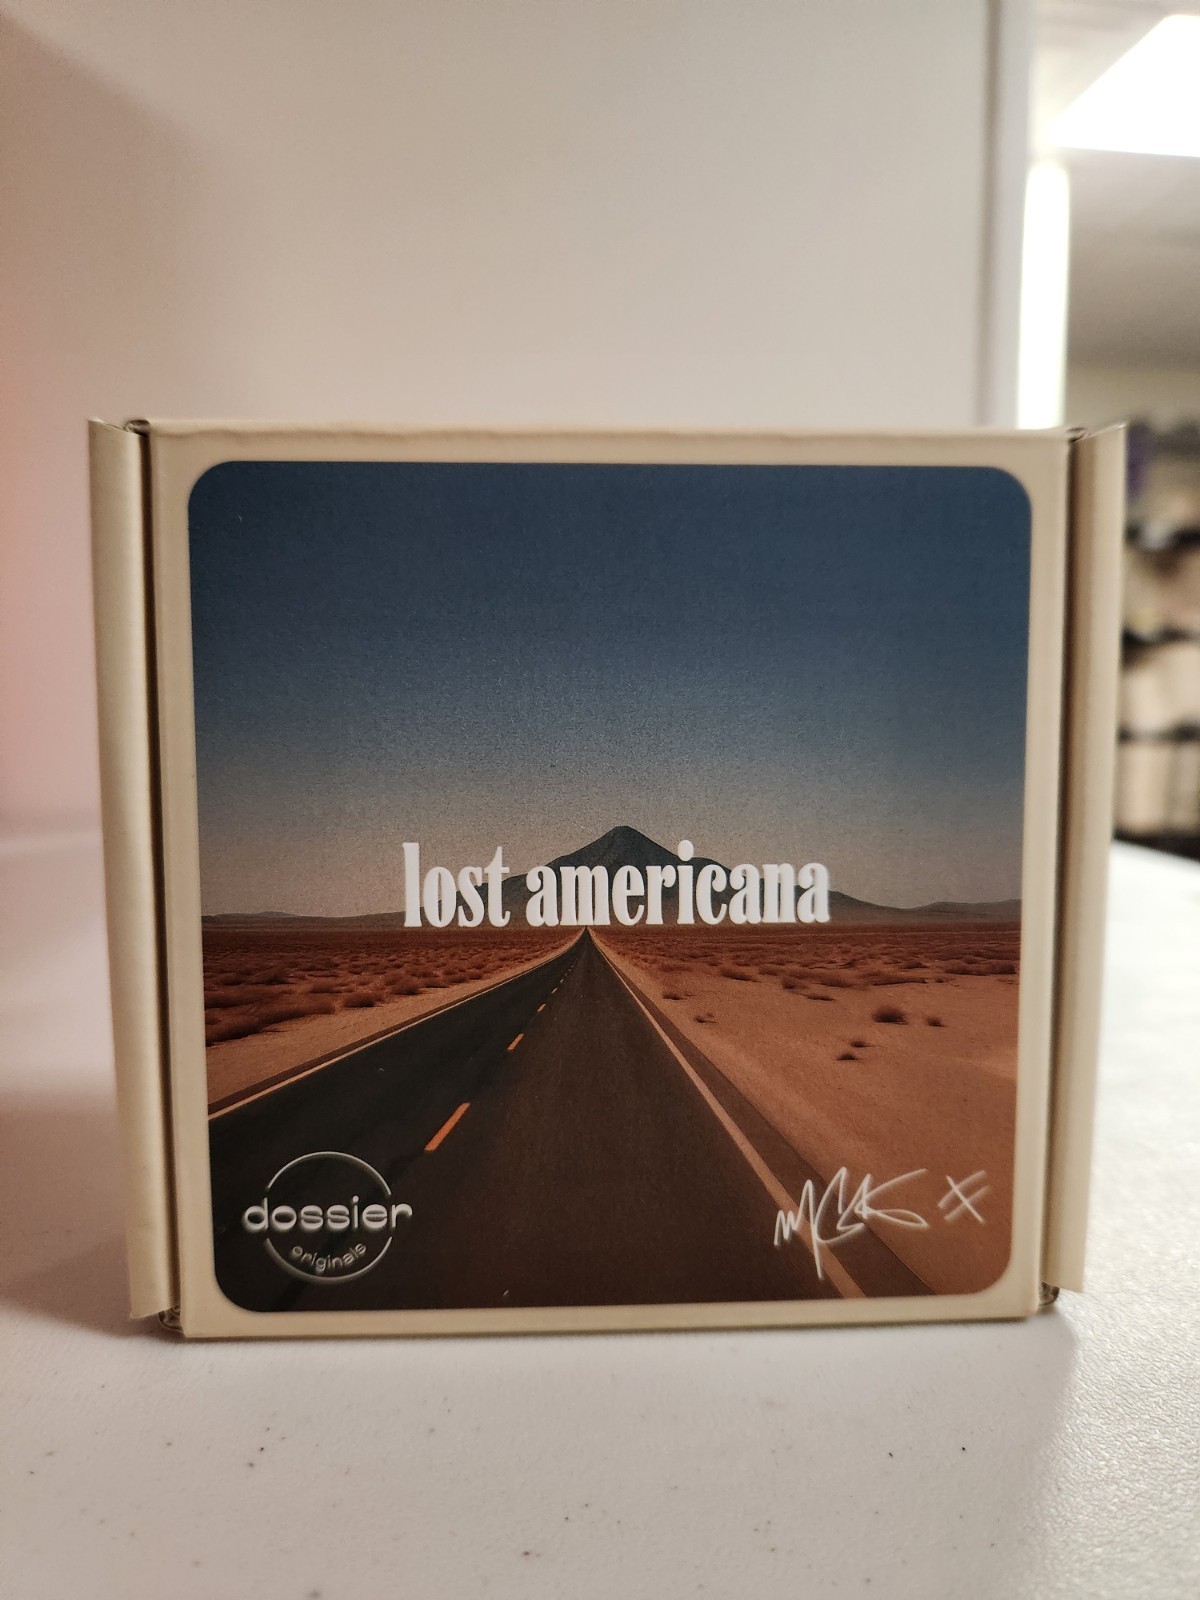 lost americana
dossier
originals